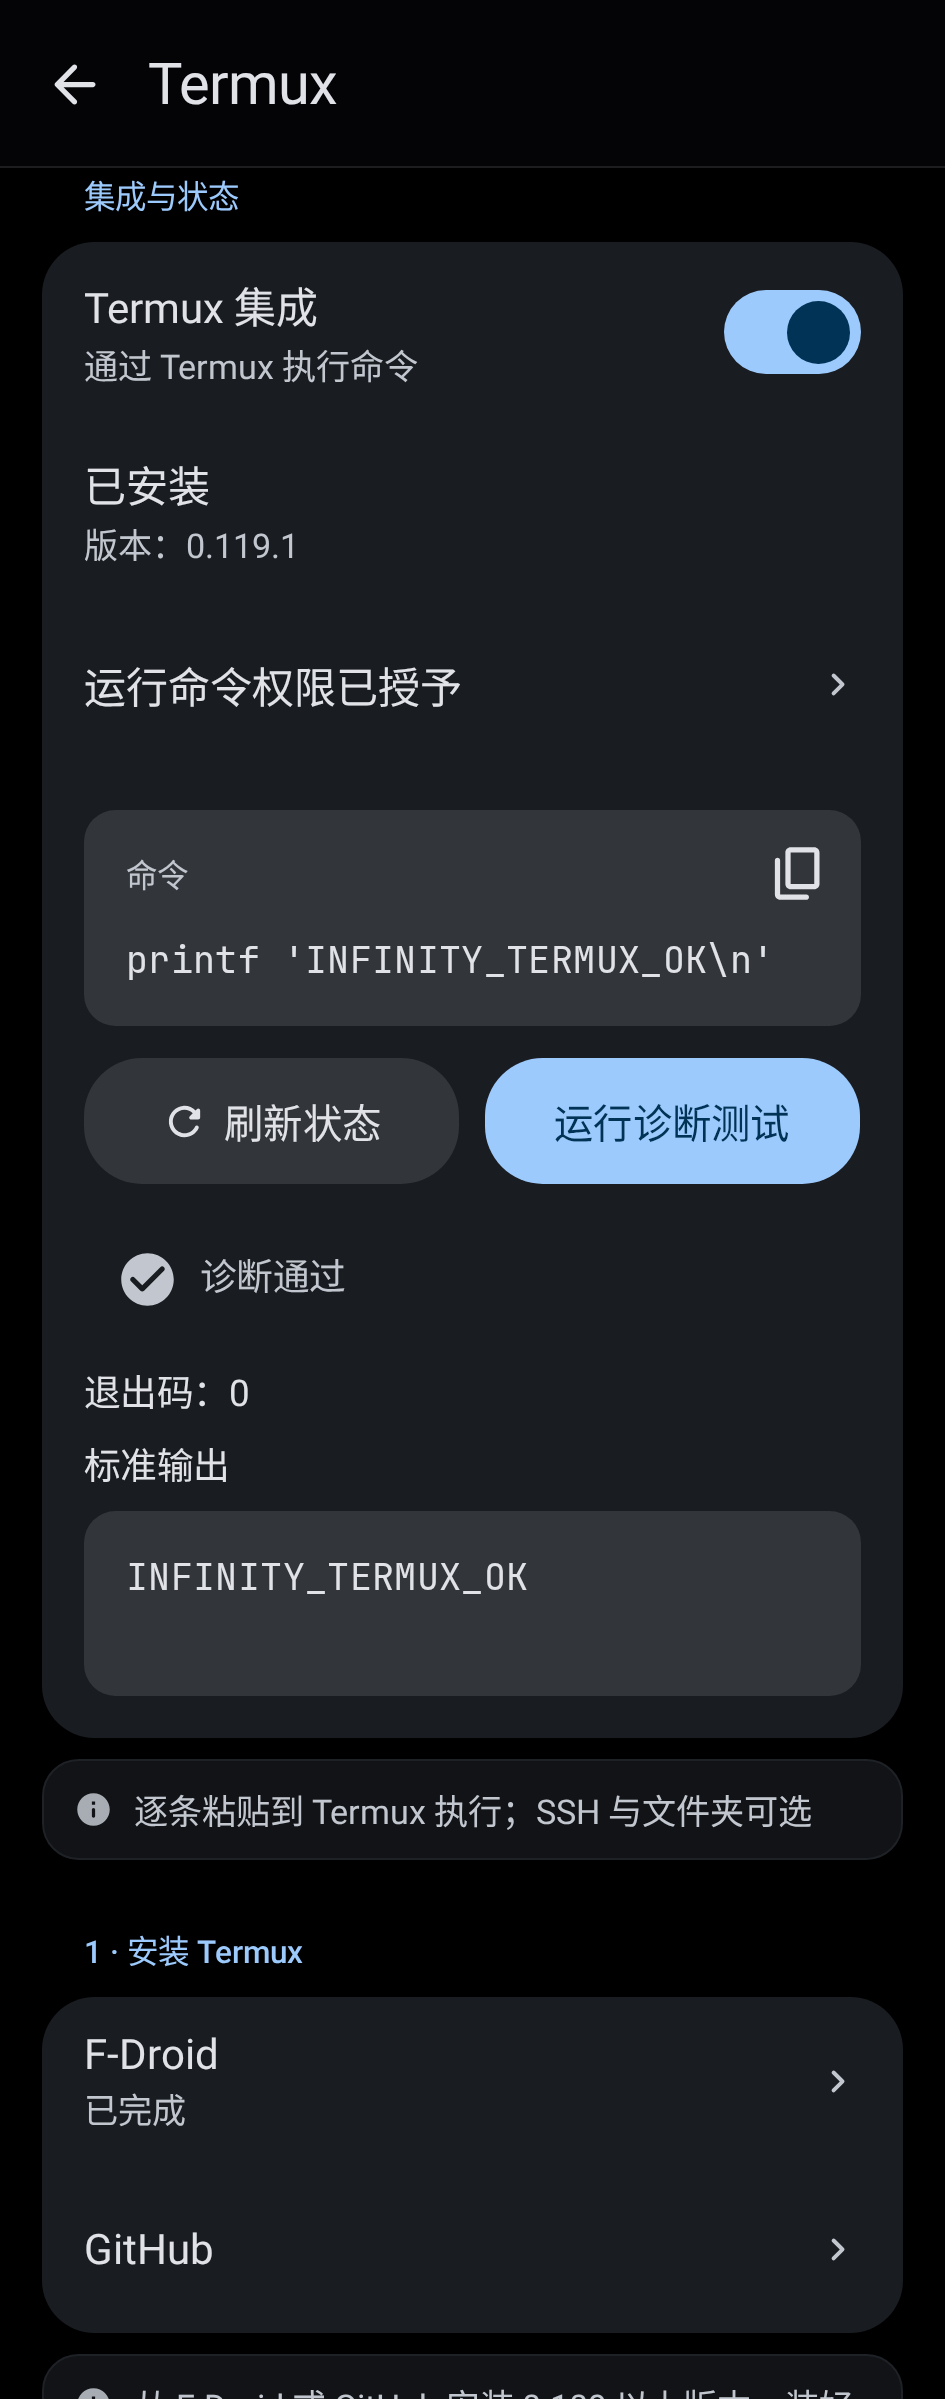 Termux
集成与状态
Termux 集成
通过 Termux 执行命令
已安装
版本：0.119.1
运行命令权限已授予
命令
printf 'INFINITY_TERMUX_OK\n'
刷新状态
运行诊断测试
诊断通过
退出码：0
标准输出
INFINITY_TERMUX_OK
逐条粘贴到 Termux 执行；SSH 与文件夹可选
1 · 安装 Termux
F-Droid
已完成
GitHub